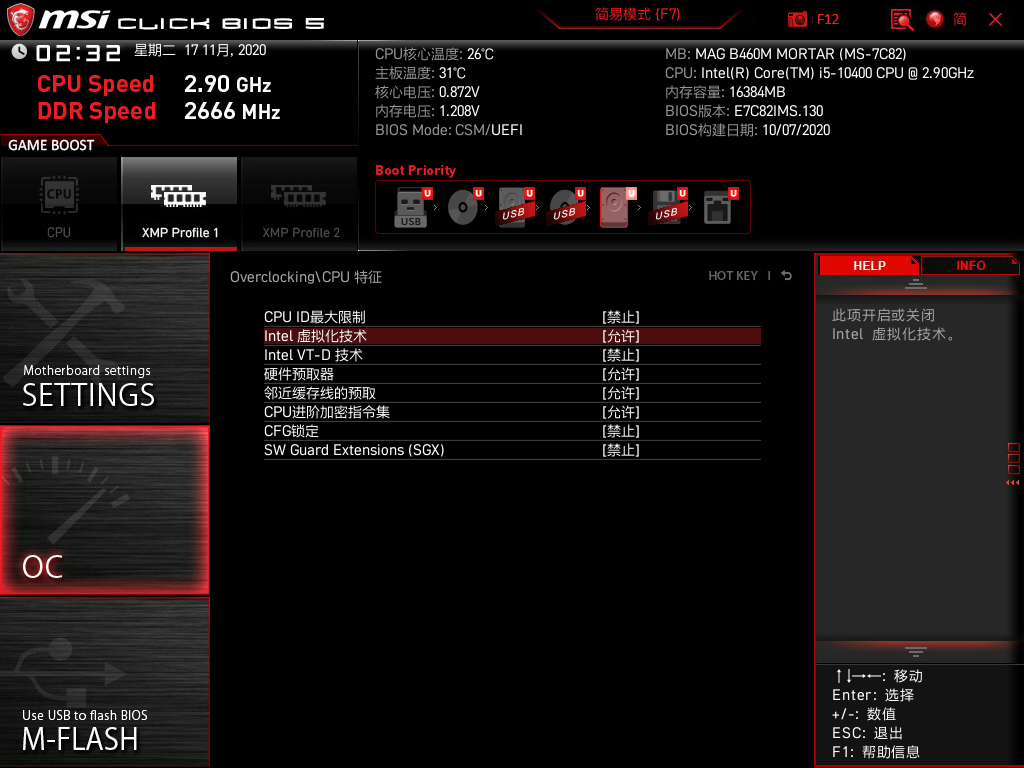 msi CLICK BIOS 5
简易模式 (F7)
: F12
简
02:32 星期二 17 11月, 2020
CPU Speed 2.90 GHz
DDR Speed 2666 MHz
CPU核心温度: 26℃
主板温度: 31℃
核心电压: 0.872V
内存电压: 1.208V
BIOS Mode: CSM/UEFI
MB: MAG B460M MORTAR (MS-7C82)
CPU: Intel(R) Core(TM) i5-10400 CPU @ 2.90GHz
内存容量: 16384MB
BIOS版本: E7C82IMS.130
BIOS构建日期: 10/07/2020
GAME BOOST
CPU
CPU
XMP Profile 1
XMP Profile 2
Boot Priority
U U U U U U U
USB USB USB USB
Motherboard settings
SETTINGS
OC
Use USB to flash BIOS
M-FLASH
Overclocking\CPU 特征
HOT KEY |
CPU ID最大限制 [禁止]
Intel 虚拟化技术 [允许]
Intel VT-D 技术 [禁止]
硬件预取器 [允许]
邻近缓存线的预取 [允许]
CPU进阶加密指令集 [允许]
CFG锁定 [禁止]
SW Guard Extensions (SGX) [禁止]
HELP
INFO
此项开启或关闭
Intel 虚拟化技术。
↑↓→←: 移动
Enter: 选择
+/-: 数值
ESC: 退出
F1: 帮助信息